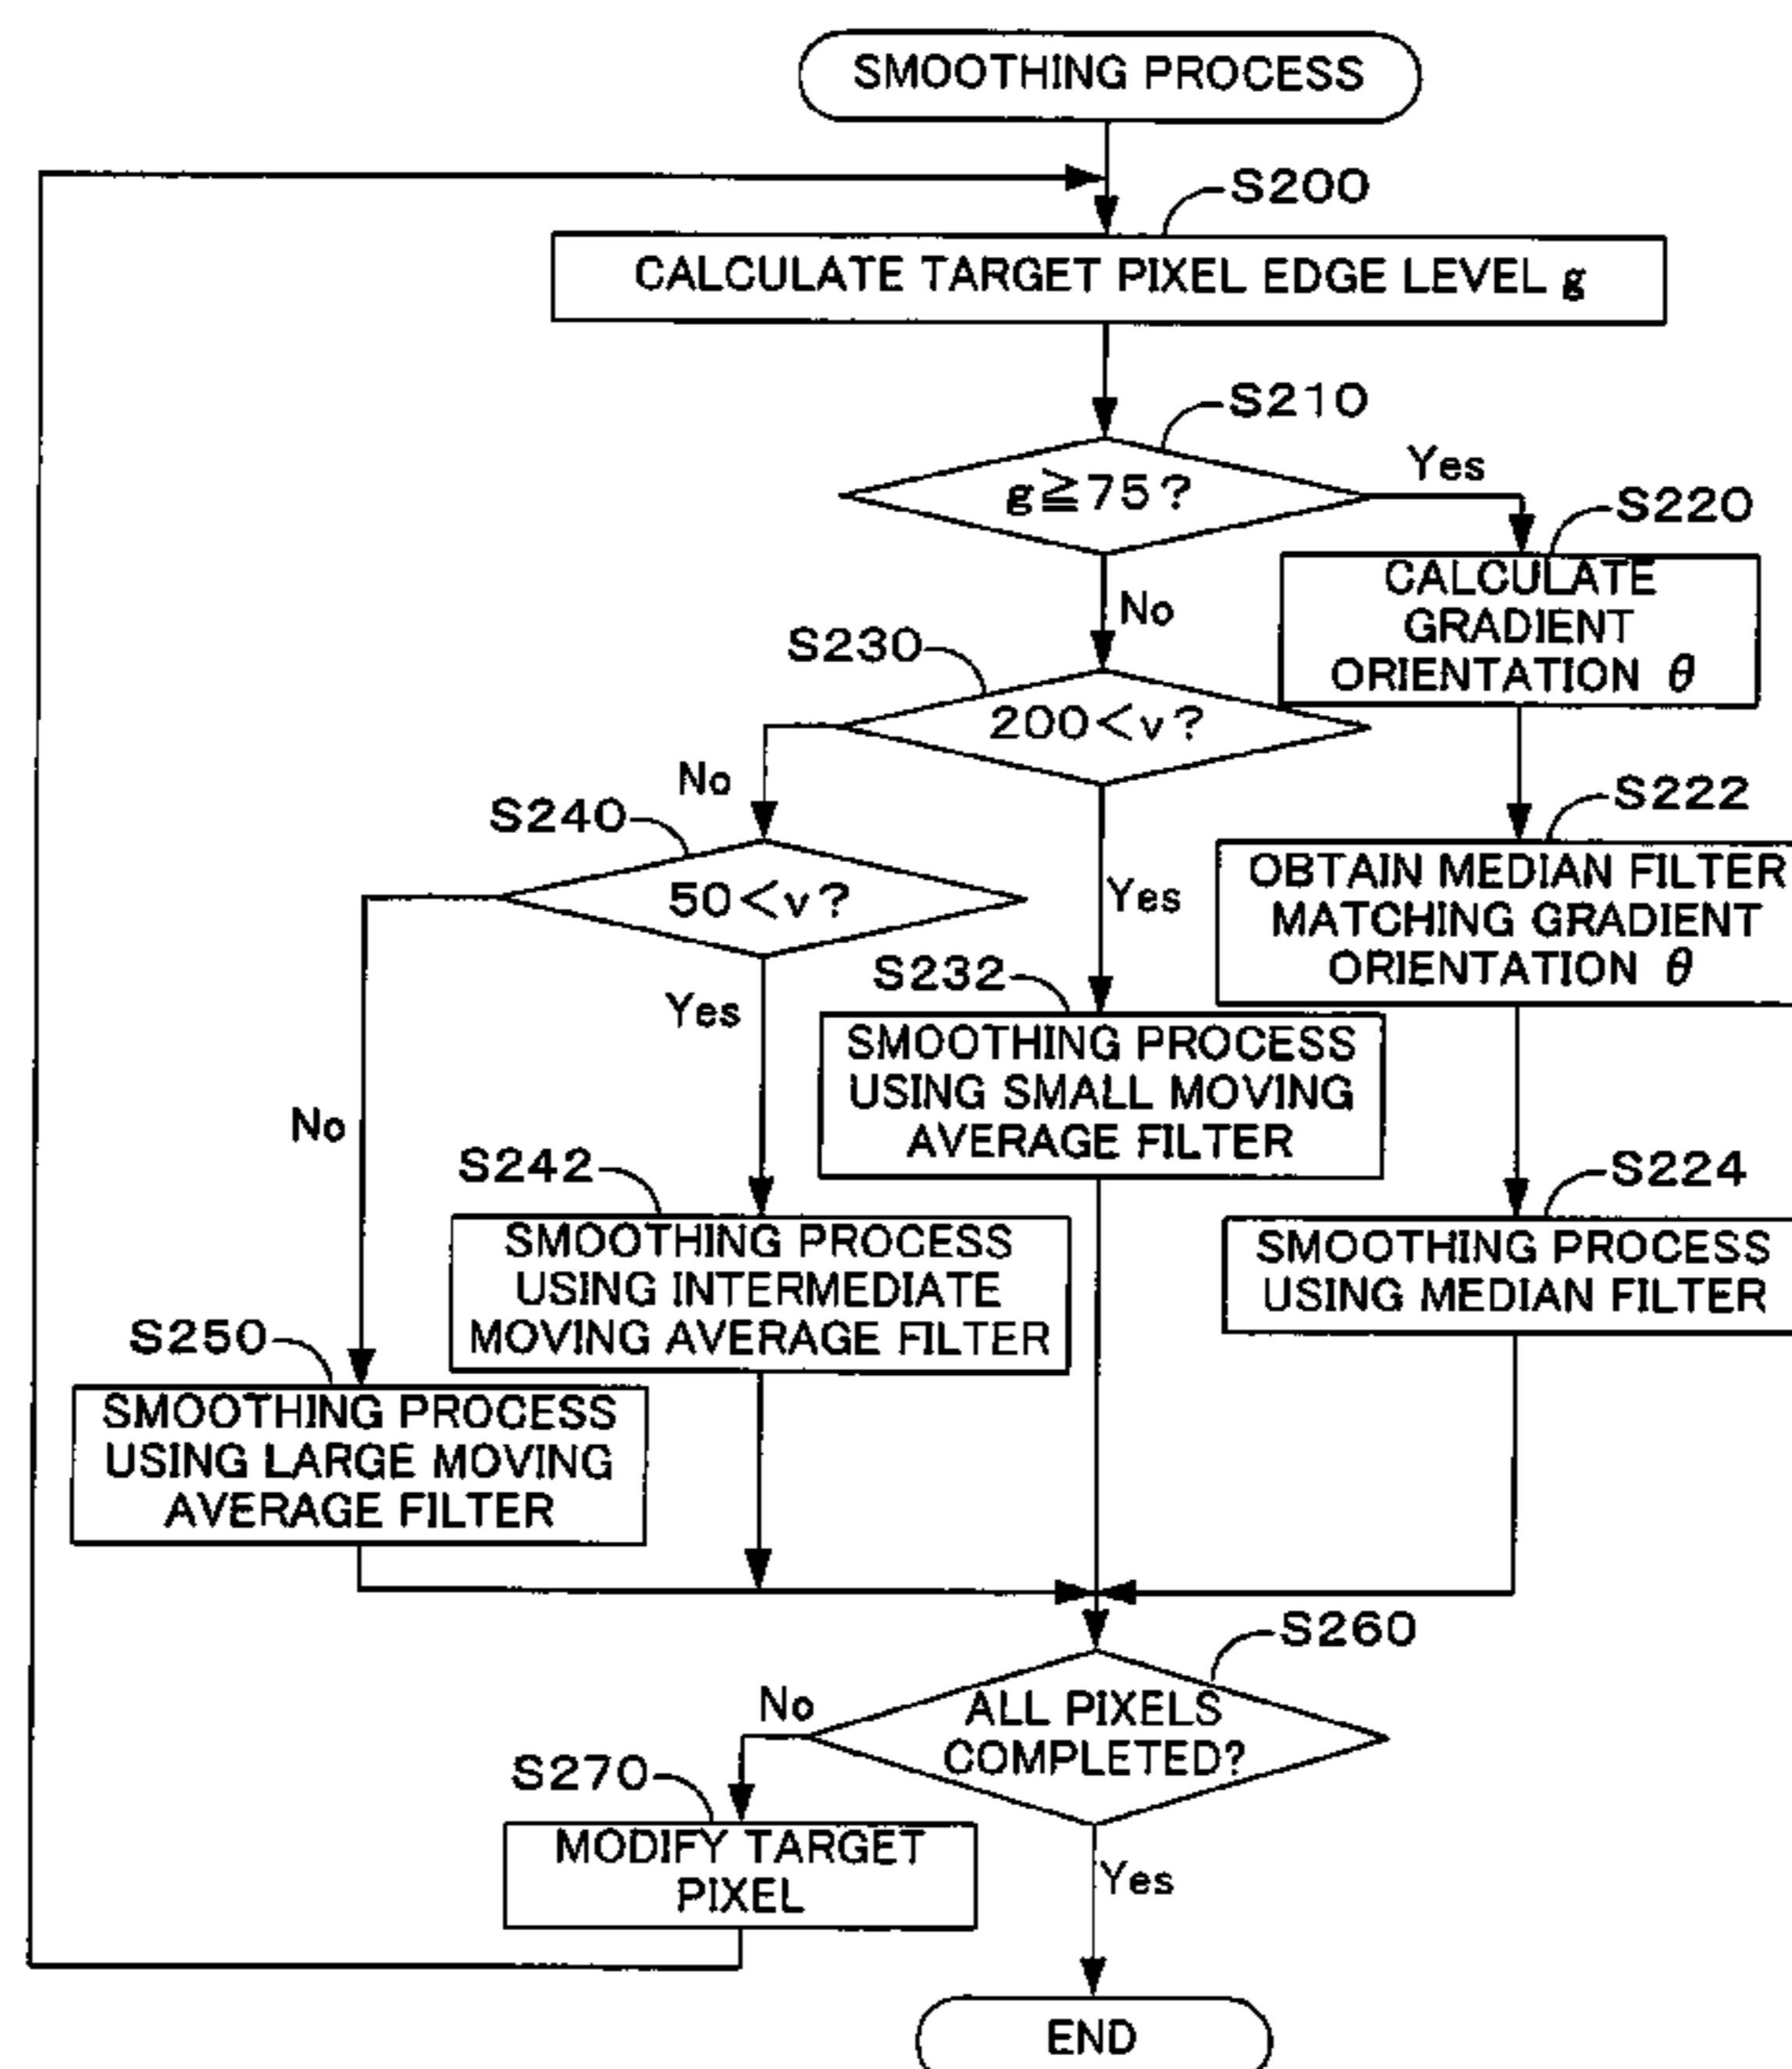 SMOOTHING PROCESS
S200
CALCULATE TARGET PIXEL EDGE LEVEL g
S210
g≧75?
Yes
S220
CALCULATE
GRADIENT
ORIENTATION θ
No
S230
200<v?
No
S222
OBTAIN MEDIAN FILTER
MATCHING GRADIENT
ORIENTATION θ
S240
50<v?
Yes
S232
SMOOTHING PROCESS
USING SMALL MOVING
AVERAGE FILTER
Yes
No
S242
SMOOTHING PROCESS
USING INTERMEDIATE
MOVING AVERAGE FILTER
S224
SMOOTHING PROCESS
USING MEDIAN FILTER
S250
SMOOTHING PROCESS
USING LARGE MOVING
AVERAGE FILTER
S260
ALL PIXELS
COMPLETED?
No
S270
MODIFY TARGET
PIXEL
Yes
END